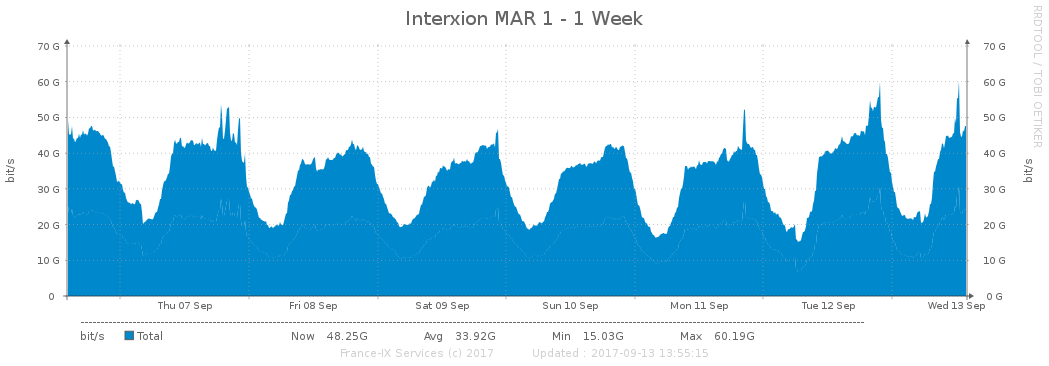 Interxion MAR 1 - 1 Week
RRDTOOL / TOBI OETIKER
70 G 70 G
60 G 60 G
50 G 50 G
40 G 40 G
30 G 30 G
20 G 20 G
10 G 10 G
0 0 G
bit/s
bit/s
Thu 07 Sep Fri 08 Sep Sat 09 Sep Sun 10 Sep Mon 11 Sep Tue 12 Sep Wed 13 Sep
bit/s Total Now 48.25G Avg 33.92G Min 15.03G Max 60.19G
France-IX Services (c) 2017 Updated : 2017-09-13 13:55:15